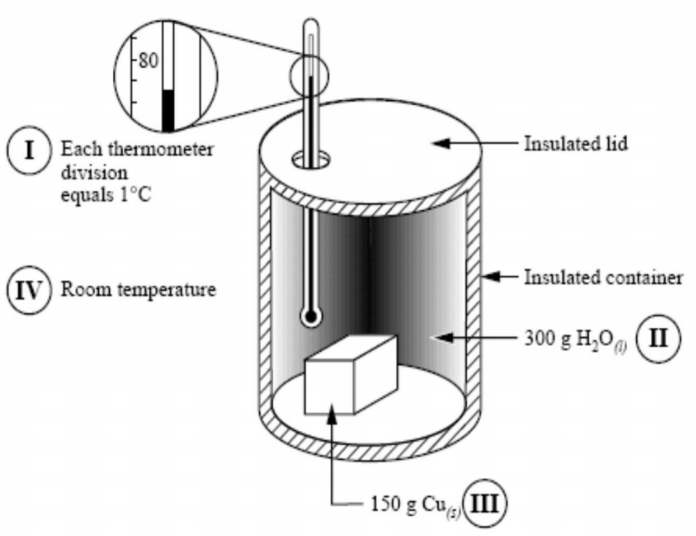 80
I Each thermometer
division
equals 1°C
Insulated lid
IV Room temperature
Insulated container
300 g H₂O(l) II
150 g Cu(s) III